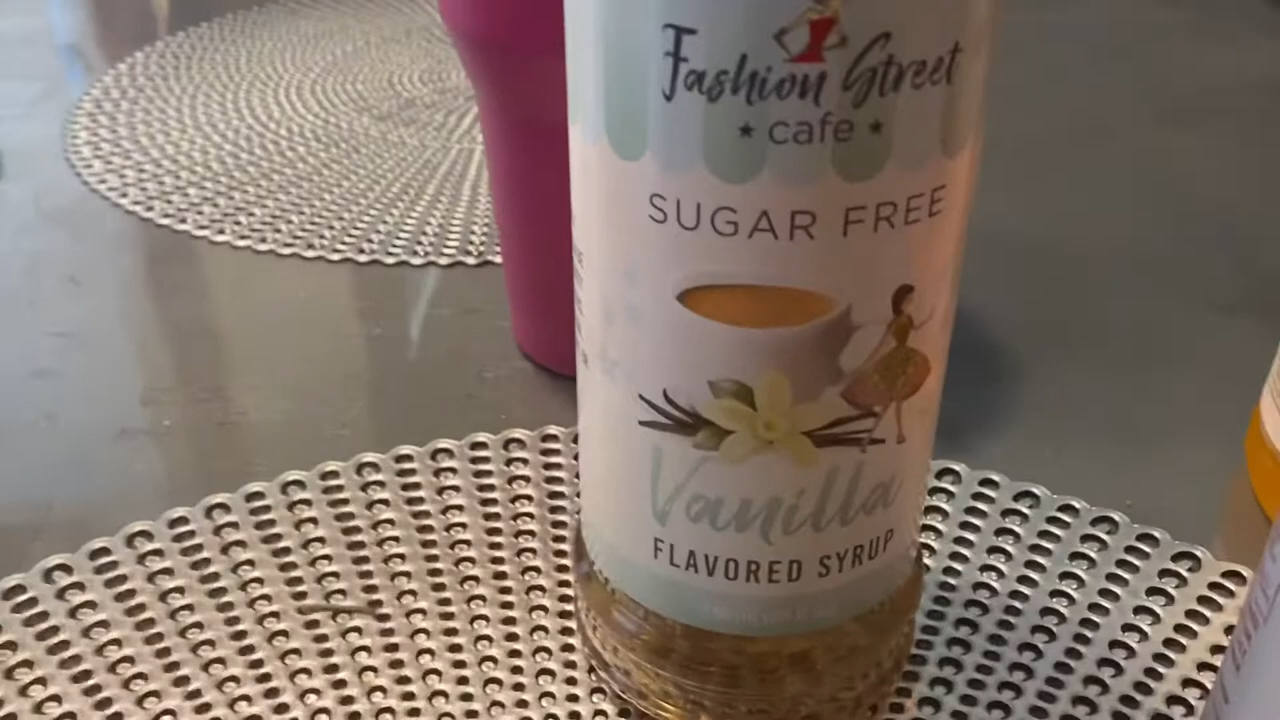 Fashion Street
★ cafe ★
SUGAR FREE
Vanilla
FLAVORED SYRUP